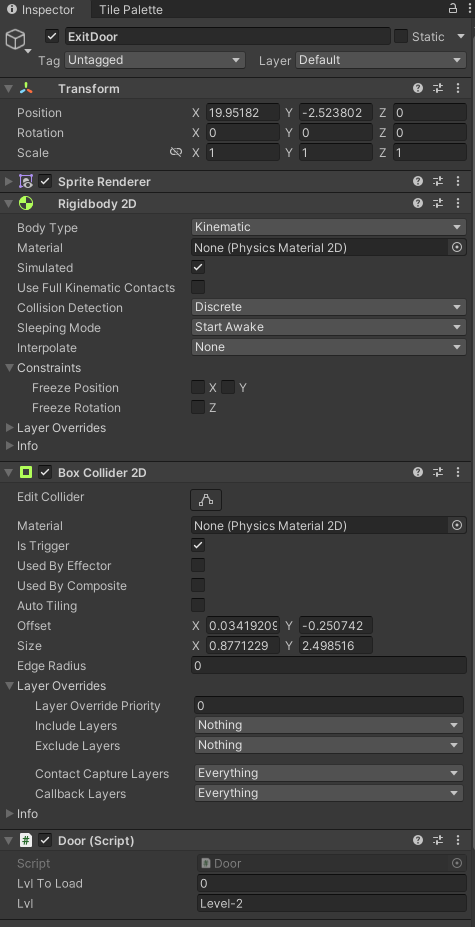 Inspector Tile Palette
ExitDoor Static
Tag Untagged Layer Default
Transform
Position X 19.95182 Y -2.523802 Z 0
Rotation X 0 Y 0 Z 0
Scale X 1 Y 1 Z 1
Sprite Renderer
Rigidbody 2D
Body Type Kinematic
Material None (Physics Material 2D)
Simulated
Use Full Kinematic Contacts
Collision Detection Discrete
Sleeping Mode Start Awake
Interpolate None
Constraints
Freeze Position X Y
Freeze Rotation Z
Layer Overrides
Info
Box Collider 2D
Edit Collider
Material None (Physics Material 2D)
Is Trigger
Used By Effector
Used By Composite
Auto Tiling
Offset X 0.03419209 Y -0.250742
Size X 0.8771229 Y 2.498516
Edge Radius 0
Layer Overrides
Layer Override Priority 0
Include Layers Nothing
Exclude Layers Nothing
Contact Capture Layers Everything
Callback Layers Everything
Info
# Door (Script)
Script # Door
Lvl To Load 0
Lvl Level-2